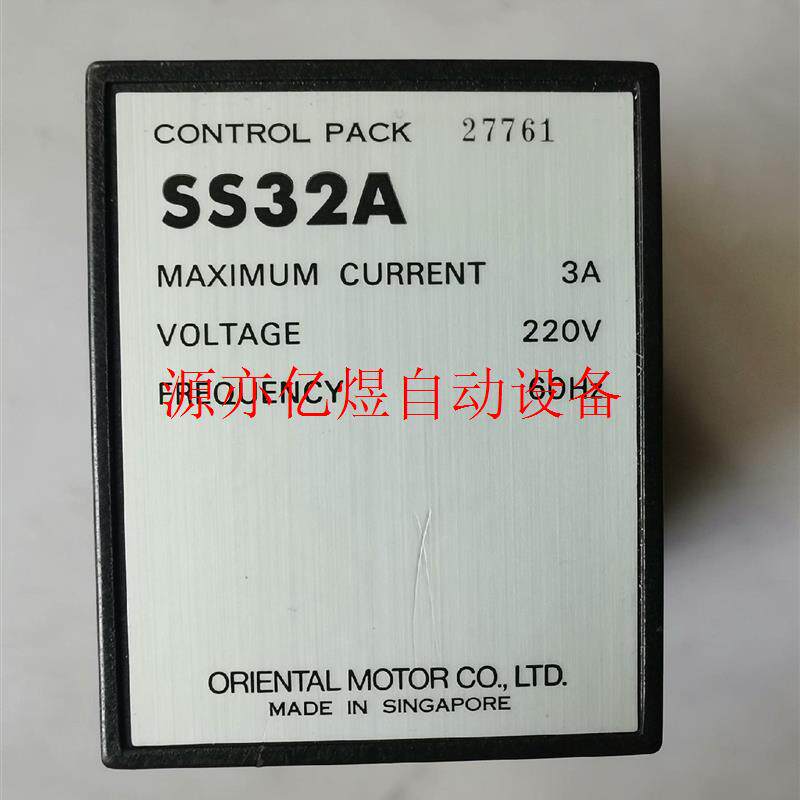 CONTROL PACK 27761
SS32A
MAXIMUM CURRENT 3A
VOLTAGE 220V
FREQUENCY 60Hz
源亦亿煜自动设备
ORIENTAL MOTOR CO., LTD.
MADE IN SINGAPORE